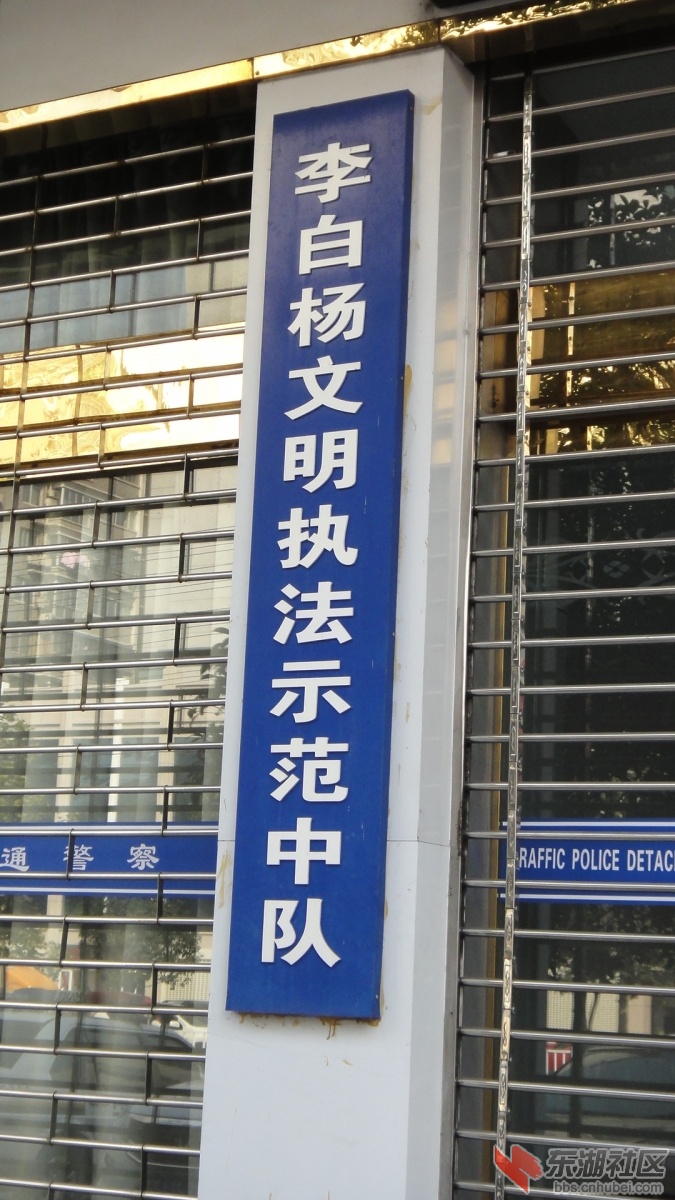 李白杨文明执法示范中队
通警察
RAFFIC POLICE DETAC
东湖社区
bbs.cnhubei.com